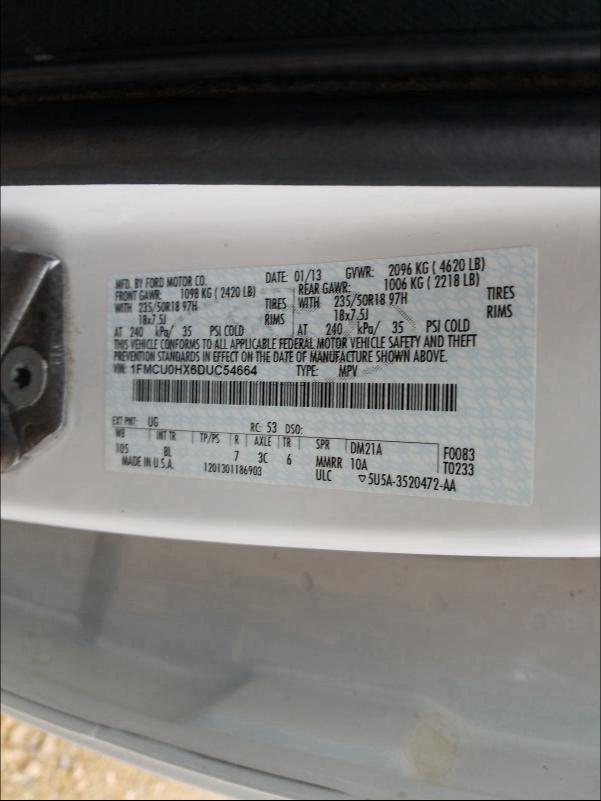 MFD. BY FORD MOTOR CO. DATE: 01/13 GVWR: 2096 KG ( 4620 LB)
FRONT GAWR: 1098 KG ( 2420 LB) REAR GAWR: 1006 KG ( 2218 LB)
WITH 235/50R18 97H TIRES WITH 235/50R18 97H TIRES
18x7.5J RIMS 18x7.5J RIMS
AT 240 kPa/ 35 PSI COLD AT 240 kPa/ 35 PSI COLD
THIS VEHICLE CONFORMS TO ALL APPLICABLE FEDERAL MOTOR VEHICLE SAFETY AND THEFT
PREVENTION STANDARDS IN EFFECT ON THE DATE OF MANUFACTURE SHOWN ABOVE.
VIN: 1FMCU0HX6DUC54664 TYPE: MPV
EXT PNT: UG RC: 53 DSO:
WB INT TR TP/PS R AXLE TR SPR DM21A F0083
105 BL 7 3C 6 MMRR 10A T0233
MADE IN U.S.A. 1201301186903 ULC ▽5U5A-3520472-AA